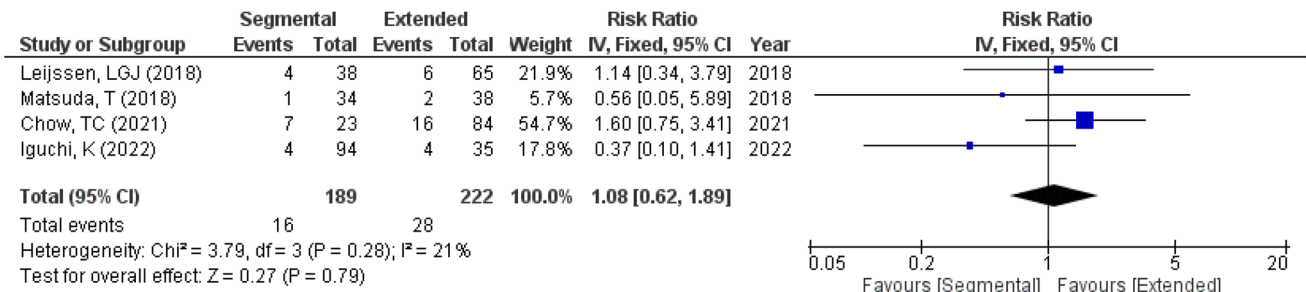 Segmental Extended Risk Ratio Risk Ratio
Study or Subgroup Events Total Events Total Weight IV, Fixed, 95% CI Year IV, Fixed, 95% CI
Leijssen, LGJ (2018) 4 38 6 65 21.9% 1.14 [0.34, 3.79] 2018
Matsuda, T (2018) 1 34 2 38 5.7% 0.56 [0.05, 5.89] 2018
Chow, TC (2021) 7 23 16 84 54.7% 1.60 [0.75, 3.41] 2021
Iguchi, K (2022) 4 94 4 35 17.8% 0.37 [0.10, 1.41] 2022
Total (95% CI) 189 222 100.0% 1.08 [0.62, 1.89]
Total events 16 28
Heterogeneity: Chi² = 3.79, df = 3 (P = 0.28); I² = 21%
Test for overall effect: Z = 0.27 (P = 0.79)
0.05 0.2 1 5 20
Favours [Segmental] Favours [Extended]